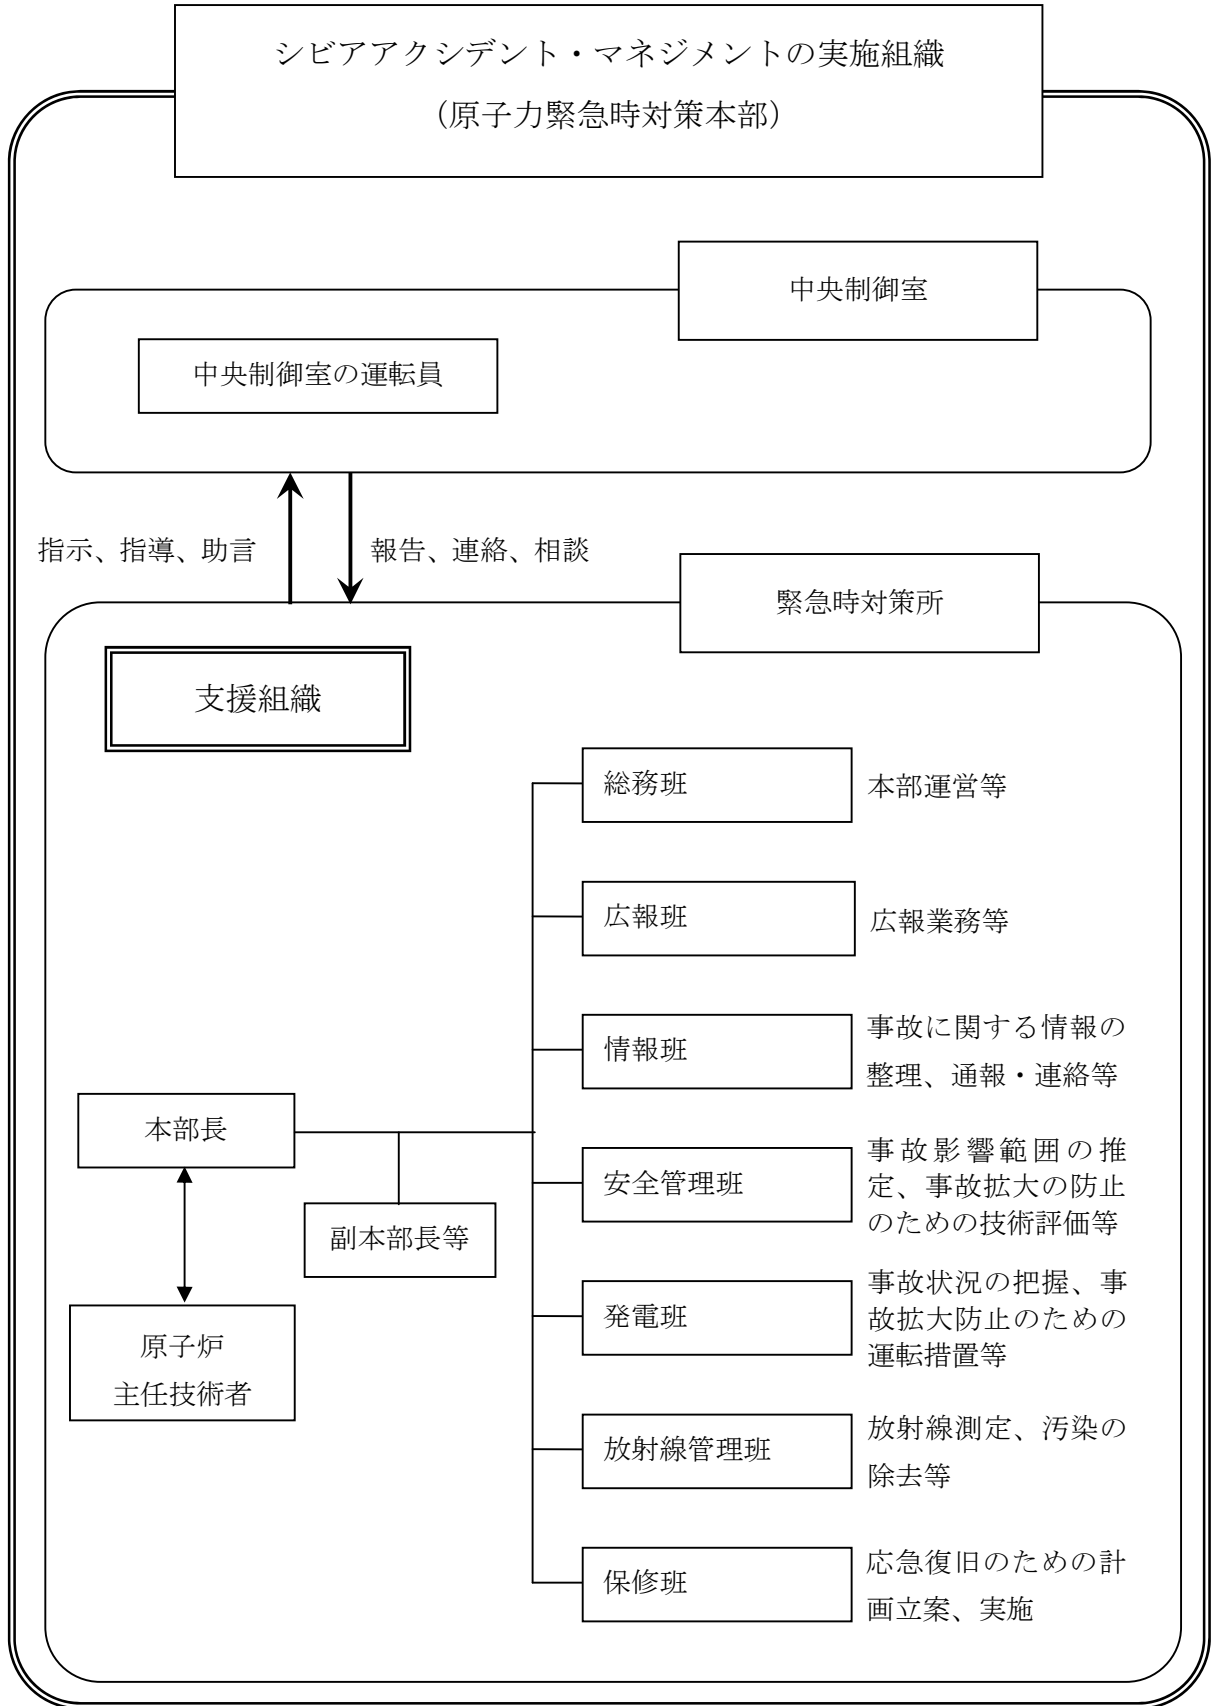 シビアアクシデント・マネジメントの実施組織
（原子力緊急時対策本部）
中央制御室
中央制御室の運転員
指示、指導、助言
報告、連絡、相談
緊急時対策所
支援組織
総務班
本部運営等
広報班
広報業務等
情報班
事故に関する情報の
整理、通報・連絡等
本部長
安全管理班
事故影響範囲の推
定、事故拡大の防止
のための技術評価等
副本部長等
発電班
事故状況の把握、事
故拡大防止のための
運転措置等
原子炉
主任技術者
放射線管理班
放射線測定、汚染の
除去等
保修班
応急復旧のための計
画立案、実施